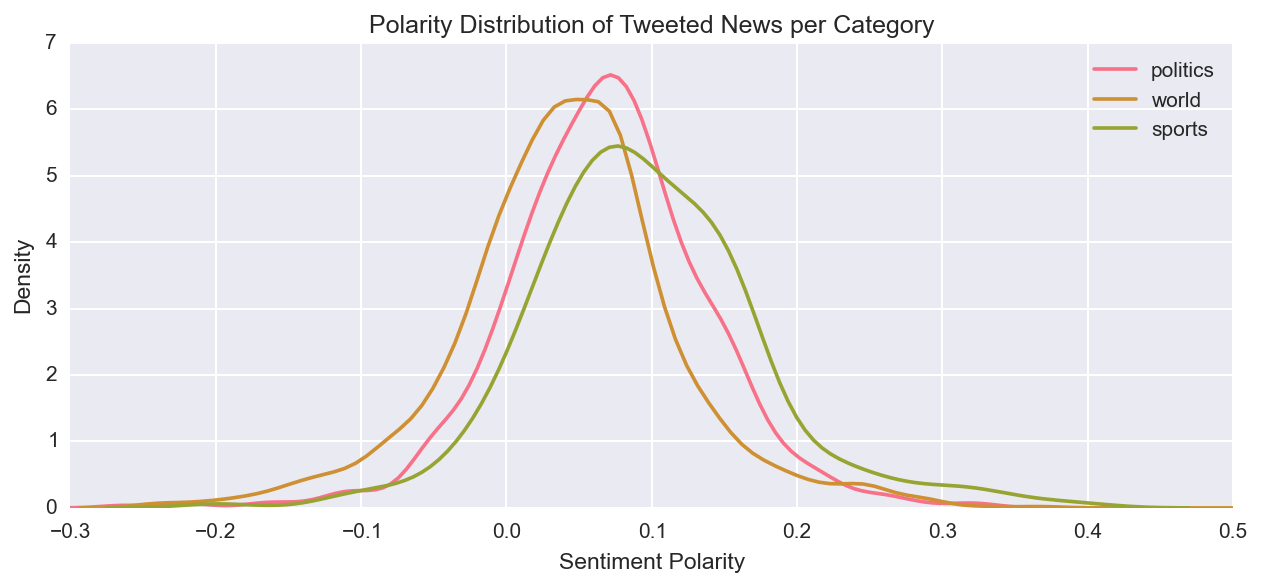 Polarity Distribution of Tweeted News per Category
7
6
5
4
3
2
1
0
Density
politics
world
sports
−0.3 −0.2 −0.1 0.0 0.1 0.2 0.3 0.4 0.5
Sentiment Polarity